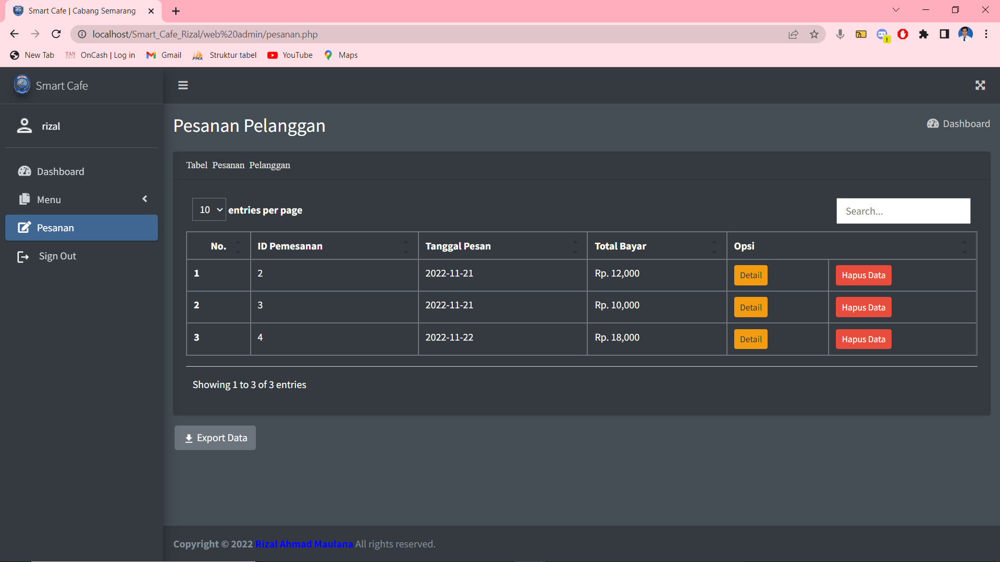 Smart Cafe | Cabang Semarang
localhost/Smart_Cafe_Rizal/web%20admin/pesanan.php
New Tab TAN SKIN OnCash | Log in Gmail PMA Struktur tabel YouTube Maps
Smart Cafe
rizal
Dashboard
Menu
Pesanan
Sign Out
Pesanan Pelanggan
Dashboard
Tabel Pesanan Pelanggan
10 entries per page
Search...
No. ID Pemesanan Tanggal Pesan Total Bayar Opsi
1 2 2022-11-21 Rp. 12,000 Detail Hapus Data
2 3 2022-11-21 Rp. 10,000 Detail Hapus Data
3 4 2022-11-22 Rp. 18,000 Detail Hapus Data
Showing 1 to 3 of 3 entries
Export Data
Copyright © 2022 Rizal Ahmad Maulana All rights reserved.